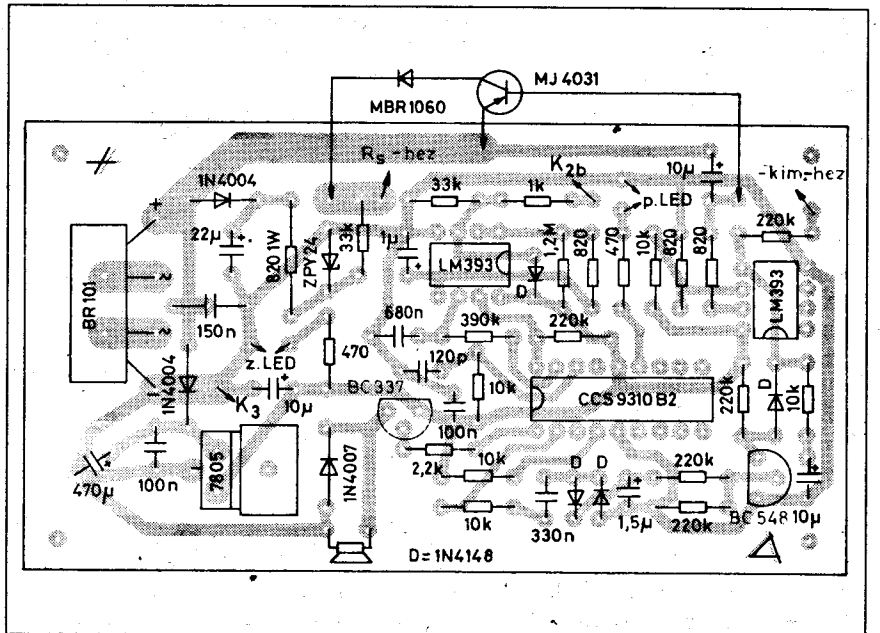 MJ4031
MBR1060
Rs-hez
K2b
10µ
-kim-hez
1N4004
33k
1k
p.LED
220k
+
22µ
820 1W
ZPY24
33k
1µ
LM393
D
1,2M
820
470
10k
820
820
LM393
BR101
~
~
150n
680n
390k
220k
z.LED
470
120p
1N4004
K3
10µ
BC337
10k
CCS9310B2
220k
D
10k
100n
470µ
100n
7805
1N4007
2,2k
10k
10k
330n
D
D
1,5µ
220k
220k
BC548
10µ
D=1N4148